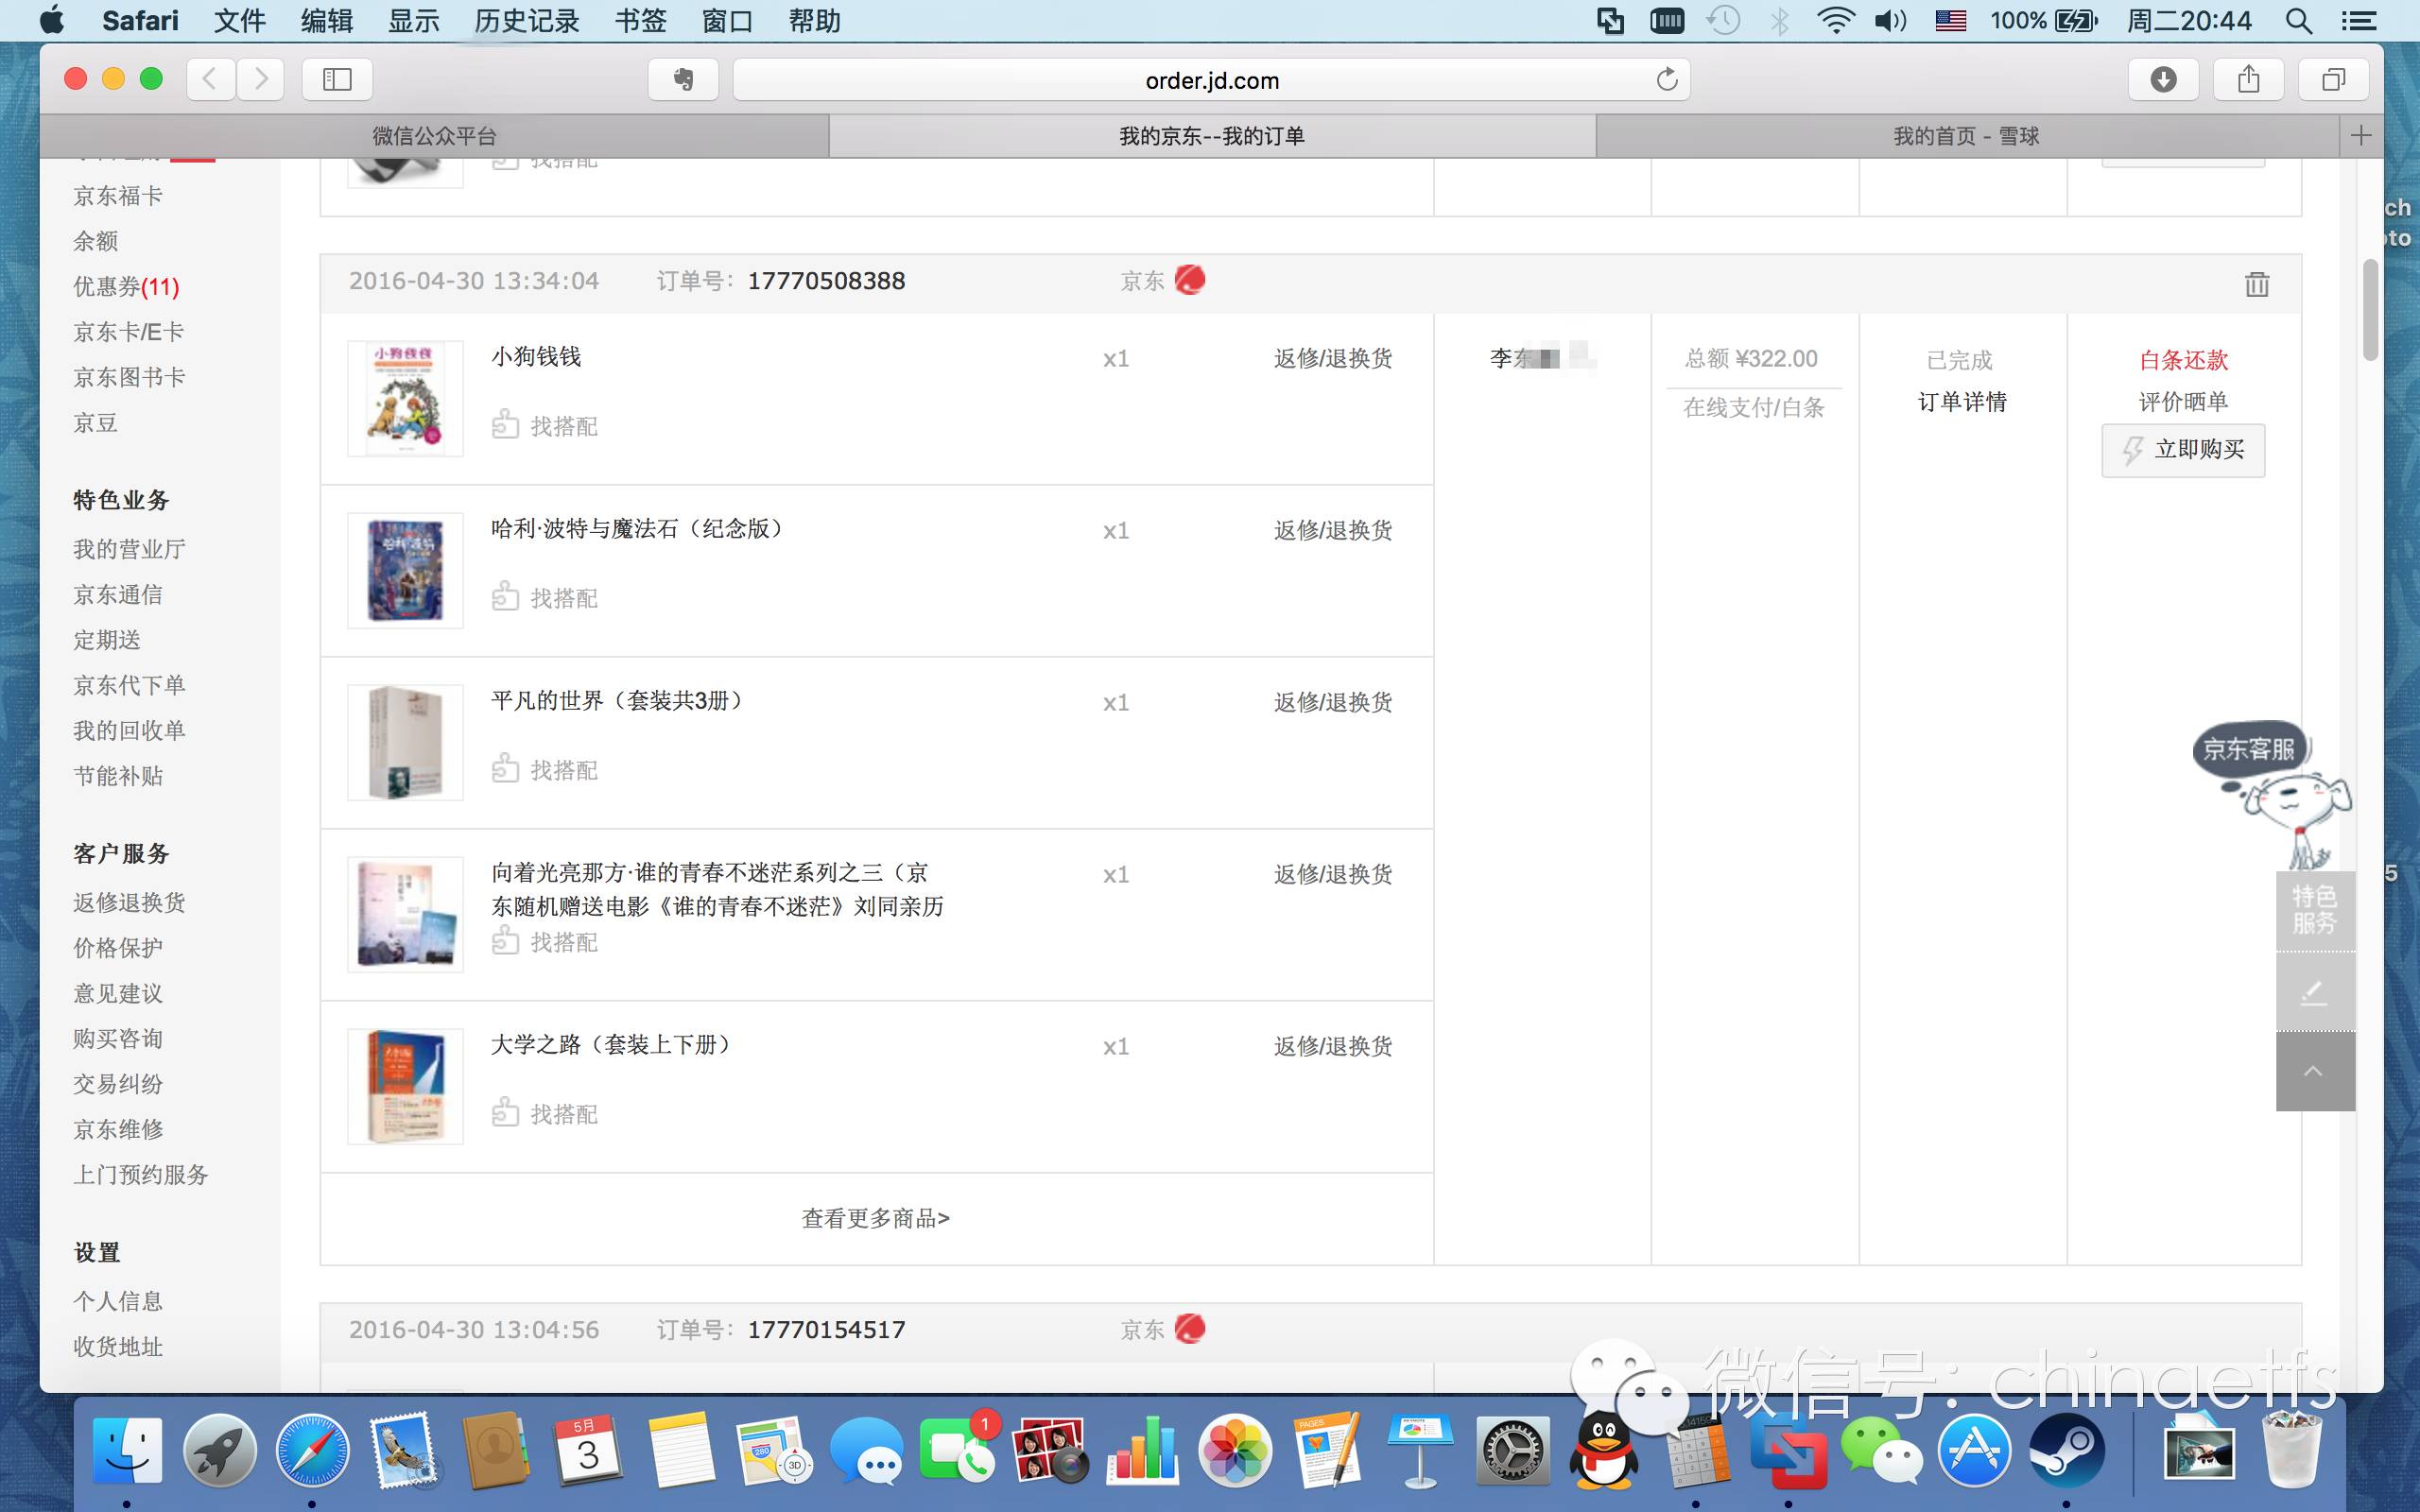 Safari 文件 编辑 显示 历史记录 书签 窗口 帮助 100% 周二20:44
order.jd.com
微信公众平台 我的京东--我的订单 我的首页 - 雪球
找搭配
京东福卡
余额
优惠券(11)
京东卡/E卡
京东图书卡
京豆
特色业务
我的营业厅
京东通信
定期送
京东代下单
我的回收单
节能补贴
客户服务
返修退换货
价格保护
意见建议
购买咨询
交易纠纷
京东维修
上门预约服务
设置
个人信息
收货地址
2016-04-30 13:34:04 订单号: 17770508388 京东
小狗钱钱
小狗钱钱 x1 返修/退换货 李东 总额 ¥322.00 已完成 白条还款
在线支付/白条 订单详情 评价晒单
找搭配 立即购买
哈利·波特与魔法石（纪念版） x1 返修/退换货
找搭配
平凡的世界（套装共3册） x1 返修/退换货
找搭配
向着光亮那方·谁的青春不迷茫系列之三（京 x1 返修/退换货
东随机赠送电影《谁的青春不迷茫》刘同亲历
找搭配
大学之路（套装上下册） x1 返修/退换货
找搭配
查看更多商品>
京东客服
特色
服务
2016-04-30 13:04:56 订单号: 17770154517 京东
微信号: chinaetfs
ch
oto
5
5月
3
280
3D
1
PAGES